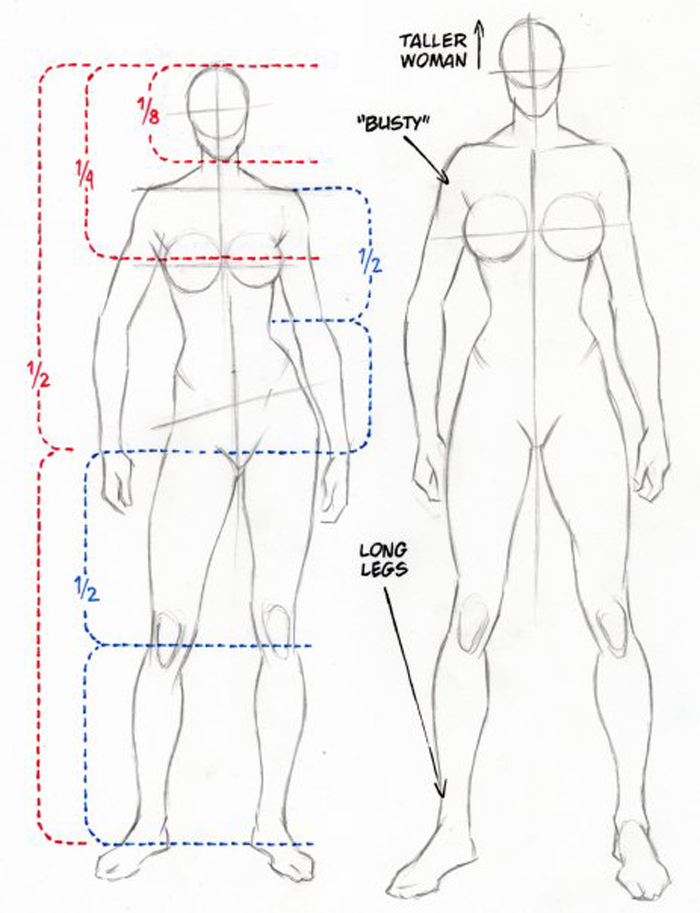 TALLER
WOMAN
1/8
"BUSTY"
1/4
1/2
1/2
LONG
LEGS
1/2